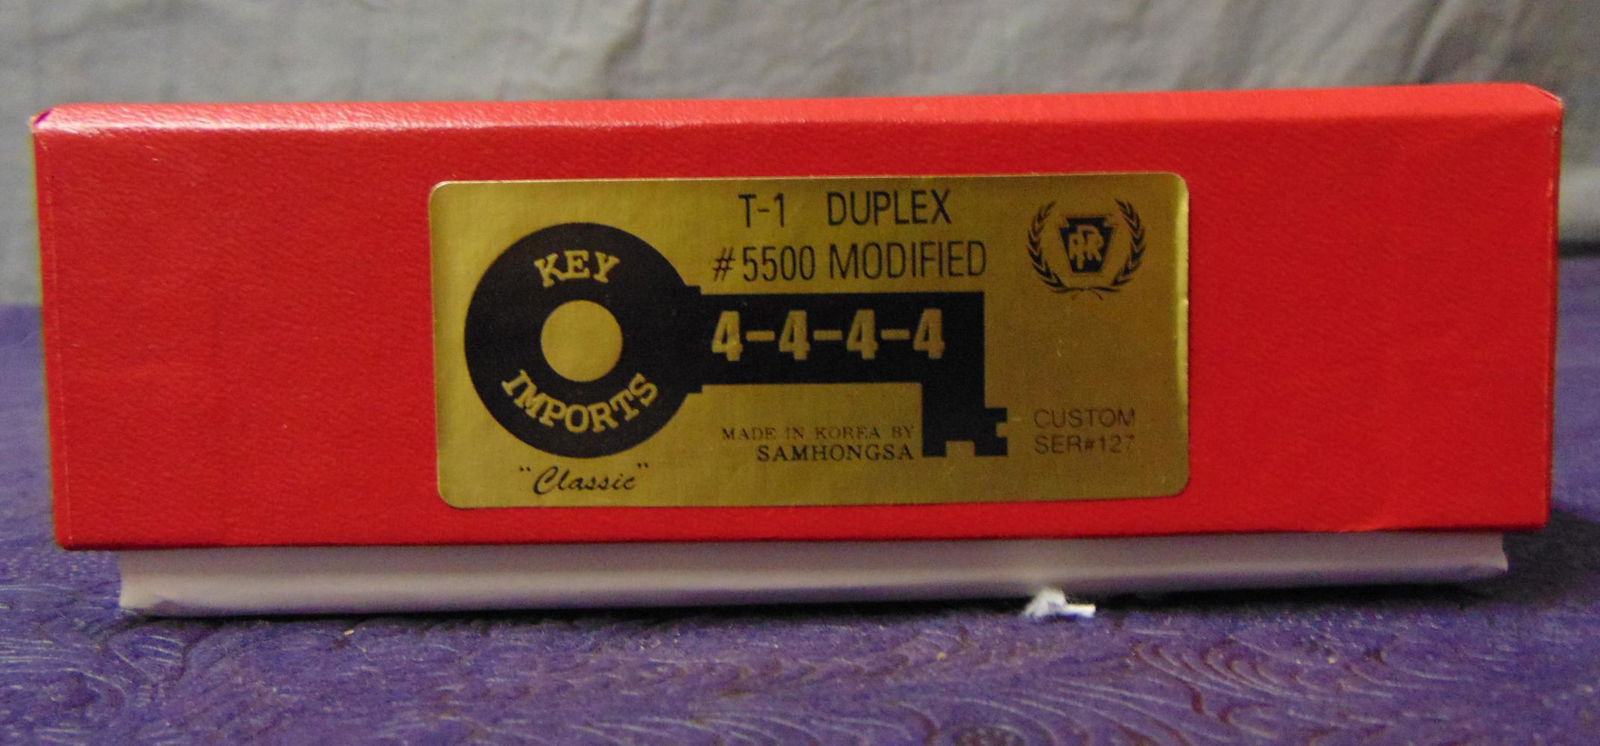 T-1 DUPLEX
#5500 MODIFIED
PRR
KEY
IMPORTS
4-4-4-4
"Classic"
MADE IN KOREA BY
SAMHONGSA
CUSTOM
SER#127